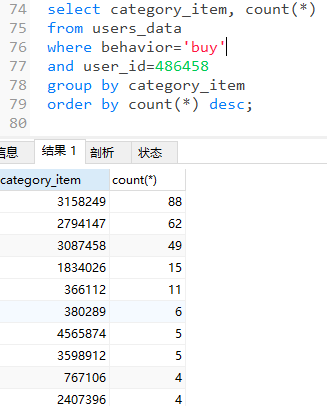 74 select category_item, count(*)
75 from users_data
76 where behavior='buy'
77 and user_id=486458
78 group by category_item
79 order by count(*) desc;
80
信息 结果 1 剖析 状态
category_item count(*)
3158249 88
2794147 62
3087458 49
1834026 15
366112 11
380289 6
4565874 5
3598912 5
767106 4
2407396 4